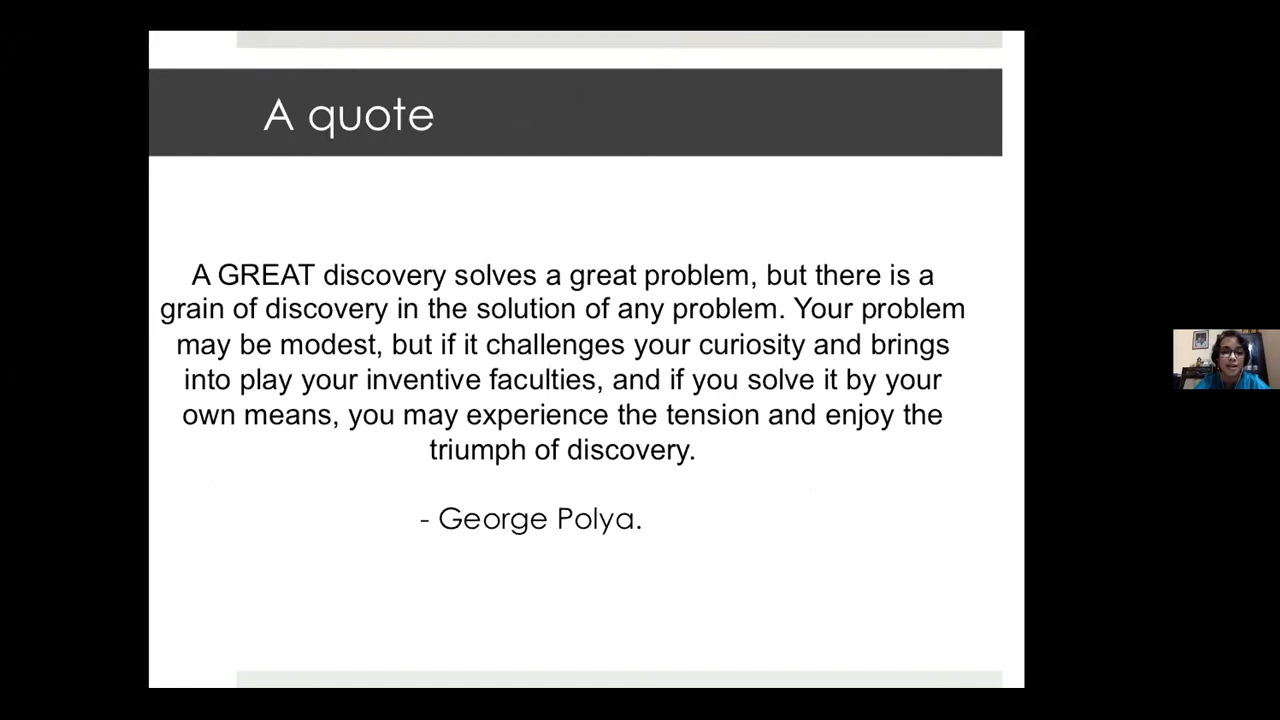 A quote
A GREAT discovery solves a great problem, but there is a
grain of discovery in the solution of any problem. Your problem
may be modest, but if it challenges your curiosity and brings
into play your inventive faculties, and if you solve it by your
own means, you may experience the tension and enjoy the
triumph of discovery.
- George Polya.